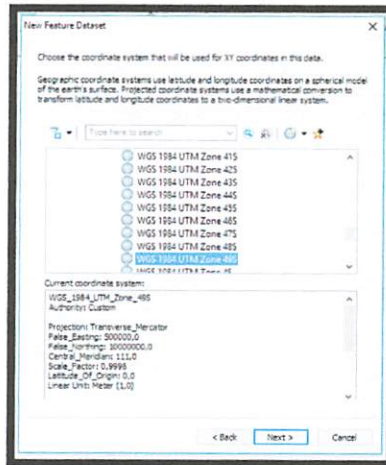 New Feature Dataset
Choose the coordinate system that will be used for XY coordinates in this data.
Geographic coordinate systems use latitude and longitude coordinates on a spherical model
of the earth's surface. Projected coordinate systems use a mathematical conversion to
transform latitude and longitude coordinates to a two-dimensional linear system.
Type here to search
WGS 1984 UTM Zone 41S
WGS 1984 UTM Zone 42S
WGS 1984 UTM Zone 43S
WGS 1984 UTM Zone 44S
WGS 1984 UTM Zone 45S
WGS 1984 UTM Zone 46S
WGS 1984 UTM Zone 47S
WGS 1984 UTM Zone 48S
WGS 1984 UTM Zone 49S
WGS 1984 UTM Zone
Current coordinate system:
WGS_1984_UTM_Zone_49S
Authority: Custom
Projection: Transverse_Mercator
False_Easting: 500000,0
False_Northing: 10000000,0
Central_Meridian: 111,0
Scale_Factor: 0,9996
Latitude_Of_Origin: 0,0
Linear Unit: Meter (1,0)
< Back
Next >
Cancel